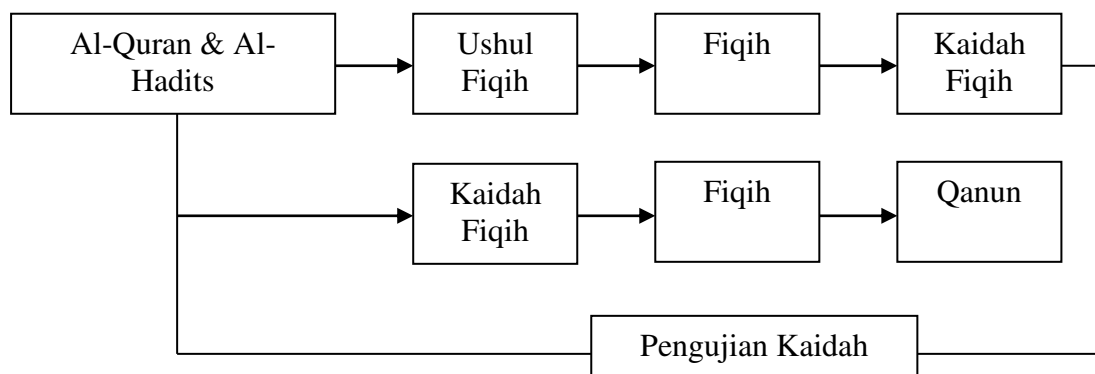 Al-Quran & Al-
Hadits
Ushul
Fiqih
Fiqih
Kaidah
Fiqih
Kaidah
Fiqih
Fiqih
Qanun
Pengujian Kaidah